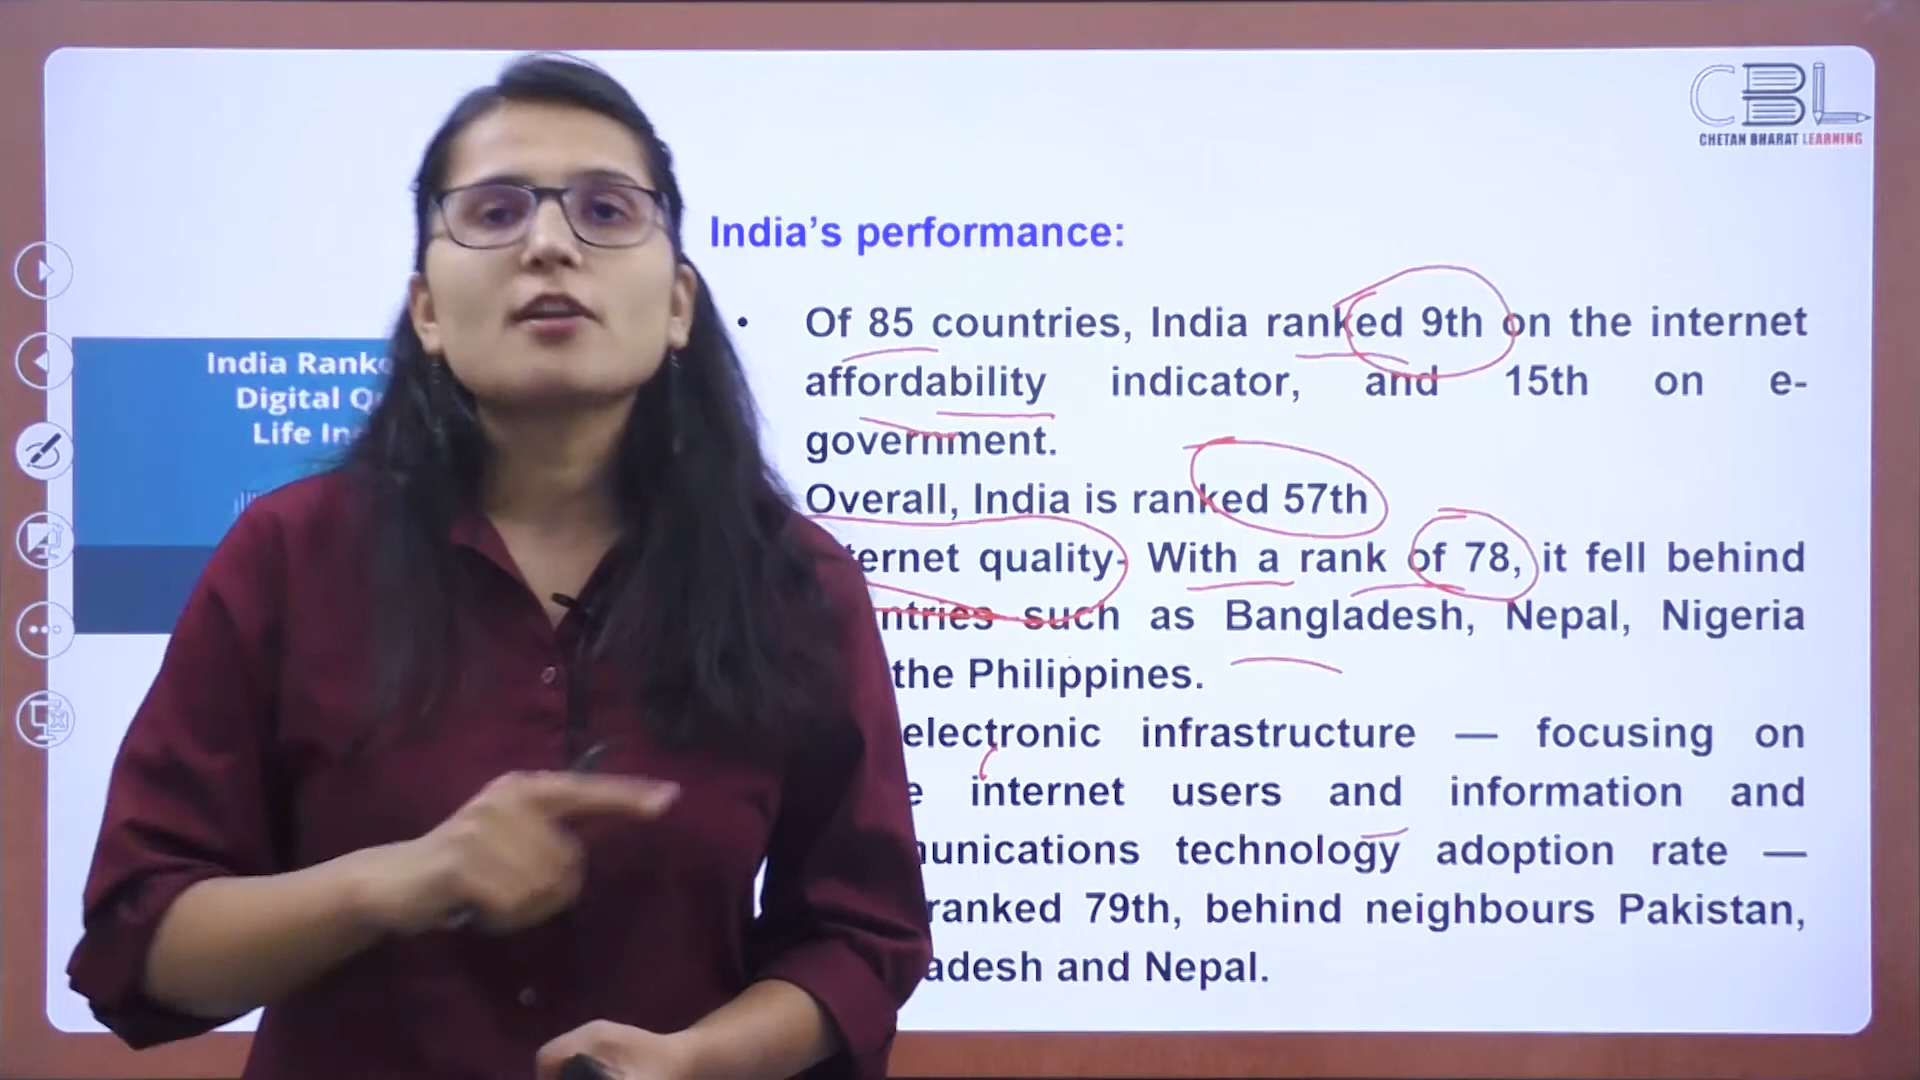 CBL
CHETAN BHARAT LEARNING
India's performance:
• Of 85 countries, India ranked 9th on the internet
affordability indicator, and 15th on e-
government.
Overall, India is ranked 57th
quality- With a rank of 78, it fell behind
such as Bangladesh, Nepal, Nigeria
the Philippines.
electronic infrastructure — focusing on
internet users and information and
technology adoption rate —
ranked 79th, behind neighbours Pakistan,
and Nepal.
India
Digital
Life